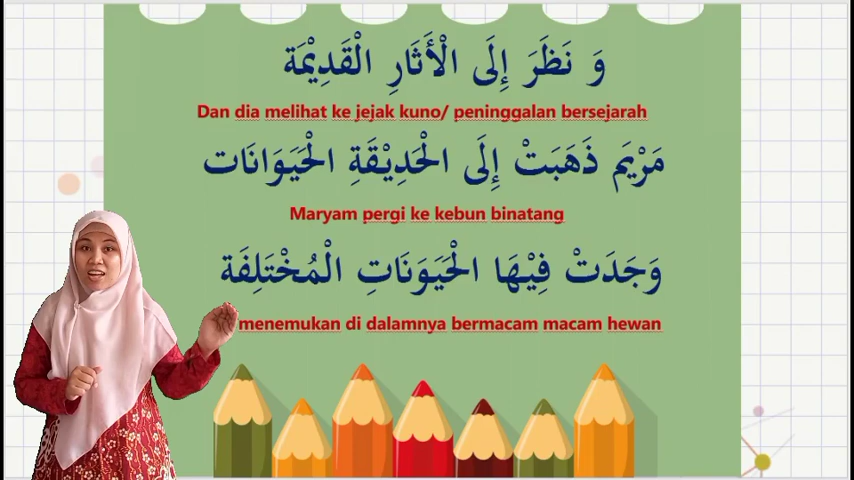 وَ نَظَرَ إِلَى الْأَثَارِ الْقَدِيْمَة
Dan dia melihat ke jejak kuno/ peninggalan bersejarah
مَرْيَم ذَهَبَتْ إِلَى الْحَدِيْقَةِ الْحَيَوَانَات
Maryam pergi ke kebun binatang
وَجَدَتْ فِيْهَا الْحَيَوَنَاتِ الْمُخْتَلِفَة
menemukan di dalamnya bermacam macam hewan